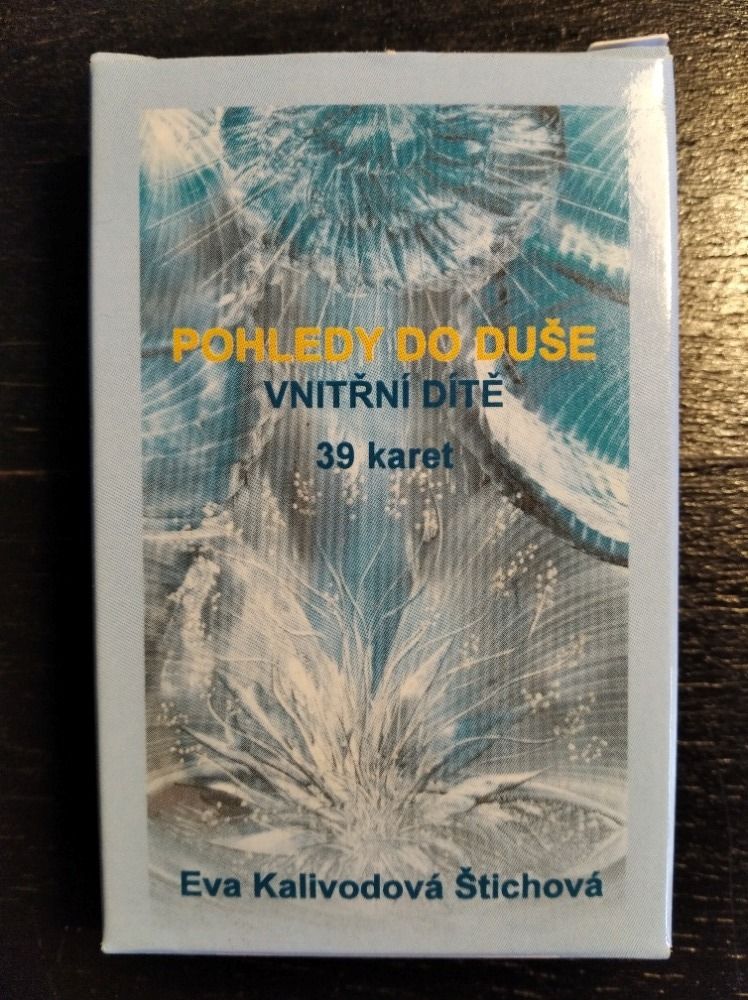 POHLEDY DO DUŠE
VNITŘNÍ DÍTĚ
39 karet
Eva Kalivodová Štichová